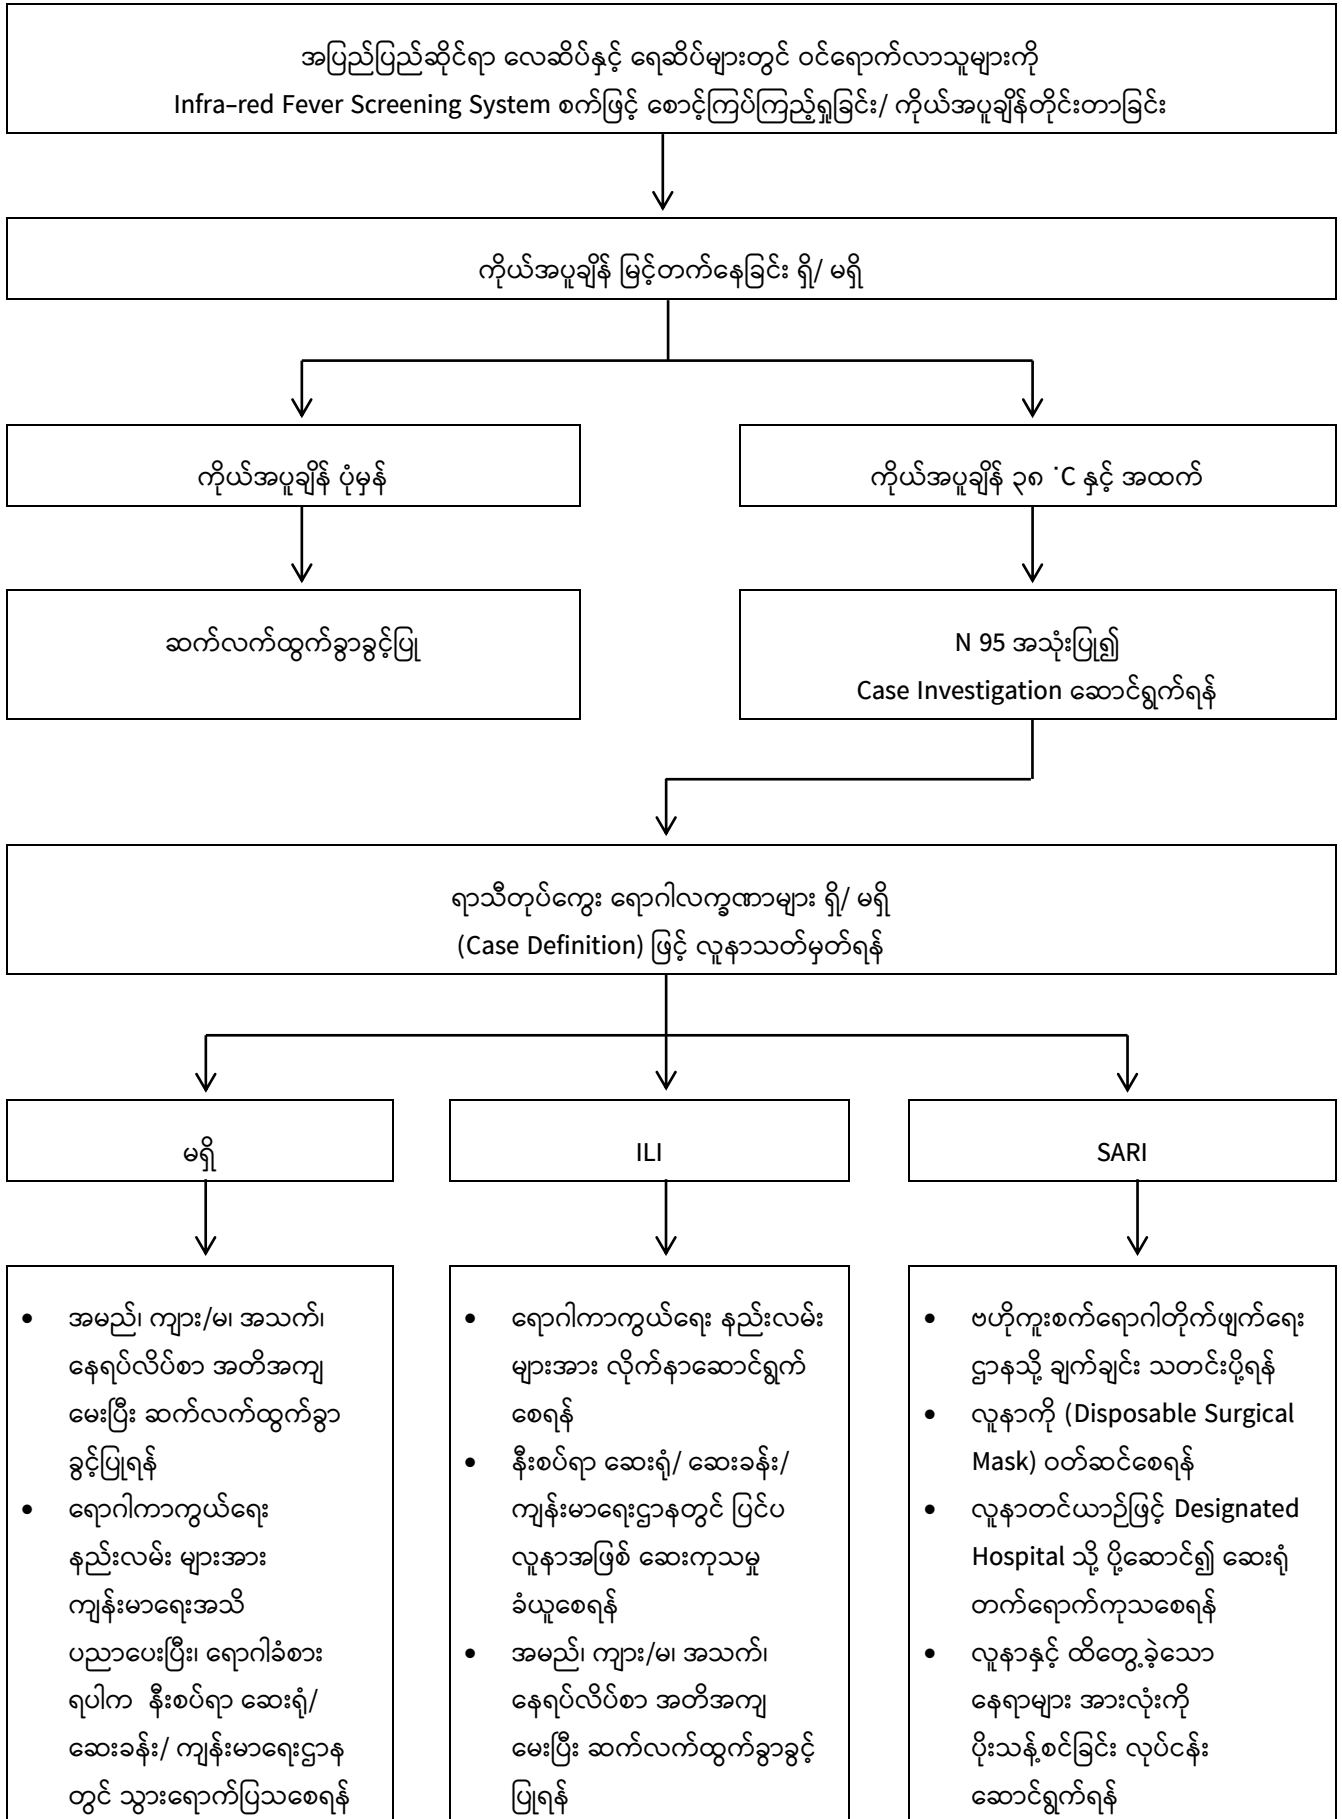 အပြည်ပြည်ဆိုင်ရာ လေဆိပ်နှင့် ရေဆိပ်များတွင် ဝင်ရောက်လာသူများကို
Infra-red Fever Screening System စက်ဖြင့် စောင့်ကြပ်ကြည့်ရှုခြင်း/ ကိုယ်အပူချိန်တိုင်းတာခြင်း
ကိုယ်အပူချိန် မြင့်တက်နေခြင်း ရှိ/ မရှိ
ကိုယ်အပူချိန် ပုံမှန်
ကိုယ်အပူချိန် ၃၈ ˙C နှင့် အထက်
ဆက်လက်ထွက်ခွာခွင့်ပြု
N 95 အသုံးပြု၍
Case Investigation ဆောင်ရွက်ရန်
ရာသီတုပ်ကွေး ရောဂါလက္ခဏာများ ရှိ/ မရှိ
(Case Definition) ဖြင့် လူနာသတ်မှတ်ရန်
မရှိ
ILI
SARI
• အမည်၊ ကျား/မ၊ အသက်၊
နေရပ်လိပ်စာ အတိအကျ
မေးပြီး ဆက်လက်ထွက်ခွာ
ခွင့်ပြုရန်
• ရောဂါကာကွယ်ရေး
နည်းလမ်း များအား
ကျန်းမာရေးအသိ
ပညာပေးပြီး၊ ရောဂါခံစား
ရပါက နီးစပ်ရာ ဆေးရုံ/
ဆေးခန်း/ ကျန်းမာရေးဌာန
တွင် သွားရောက်ပြသစေရန်
• ရောဂါကာကွယ်ရေး နည်းလမ်း
များအား လိုက်နာဆောင်ရွက်
စေရန်
• နီးစပ်ရာ ဆေးရုံ/ ဆေးခန်း/
ကျန်းမာရေးဌာနတွင် ပြင်ပ
လူနာအဖြစ် ဆေးကုသမှု
ခံယူစေရန်
• အမည်၊ ကျား/မ၊ အသက်၊
နေရပ်လိပ်စာ အတိအကျ
မေးပြီး ဆက်လက်ထွက်ခွာခွင့်
ပြုရန်
• ဗဟိုကူးစက်ရောဂါတိုက်ဖျက်ရေး
ဌာနသို့ ချက်ချင်း သတင်းပို့ရန်
• လူနာကို (Disposable Surgical
Mask) ဝတ်ဆင်စေရန်
• လူနာတင်ယာဉ်ဖြင့် Designated
Hospital သို့ ပို့ဆောင်၍ ဆေးရုံ
တက်ရောက်ကုသစေရန်
• လူနာနှင့် ထိတွေ့ခဲ့သော
နေရာများ အားလုံးကို
ပိုးသန့်စင်ခြင်း လုပ်ငန်း
ဆောင်ရွက်ရန်